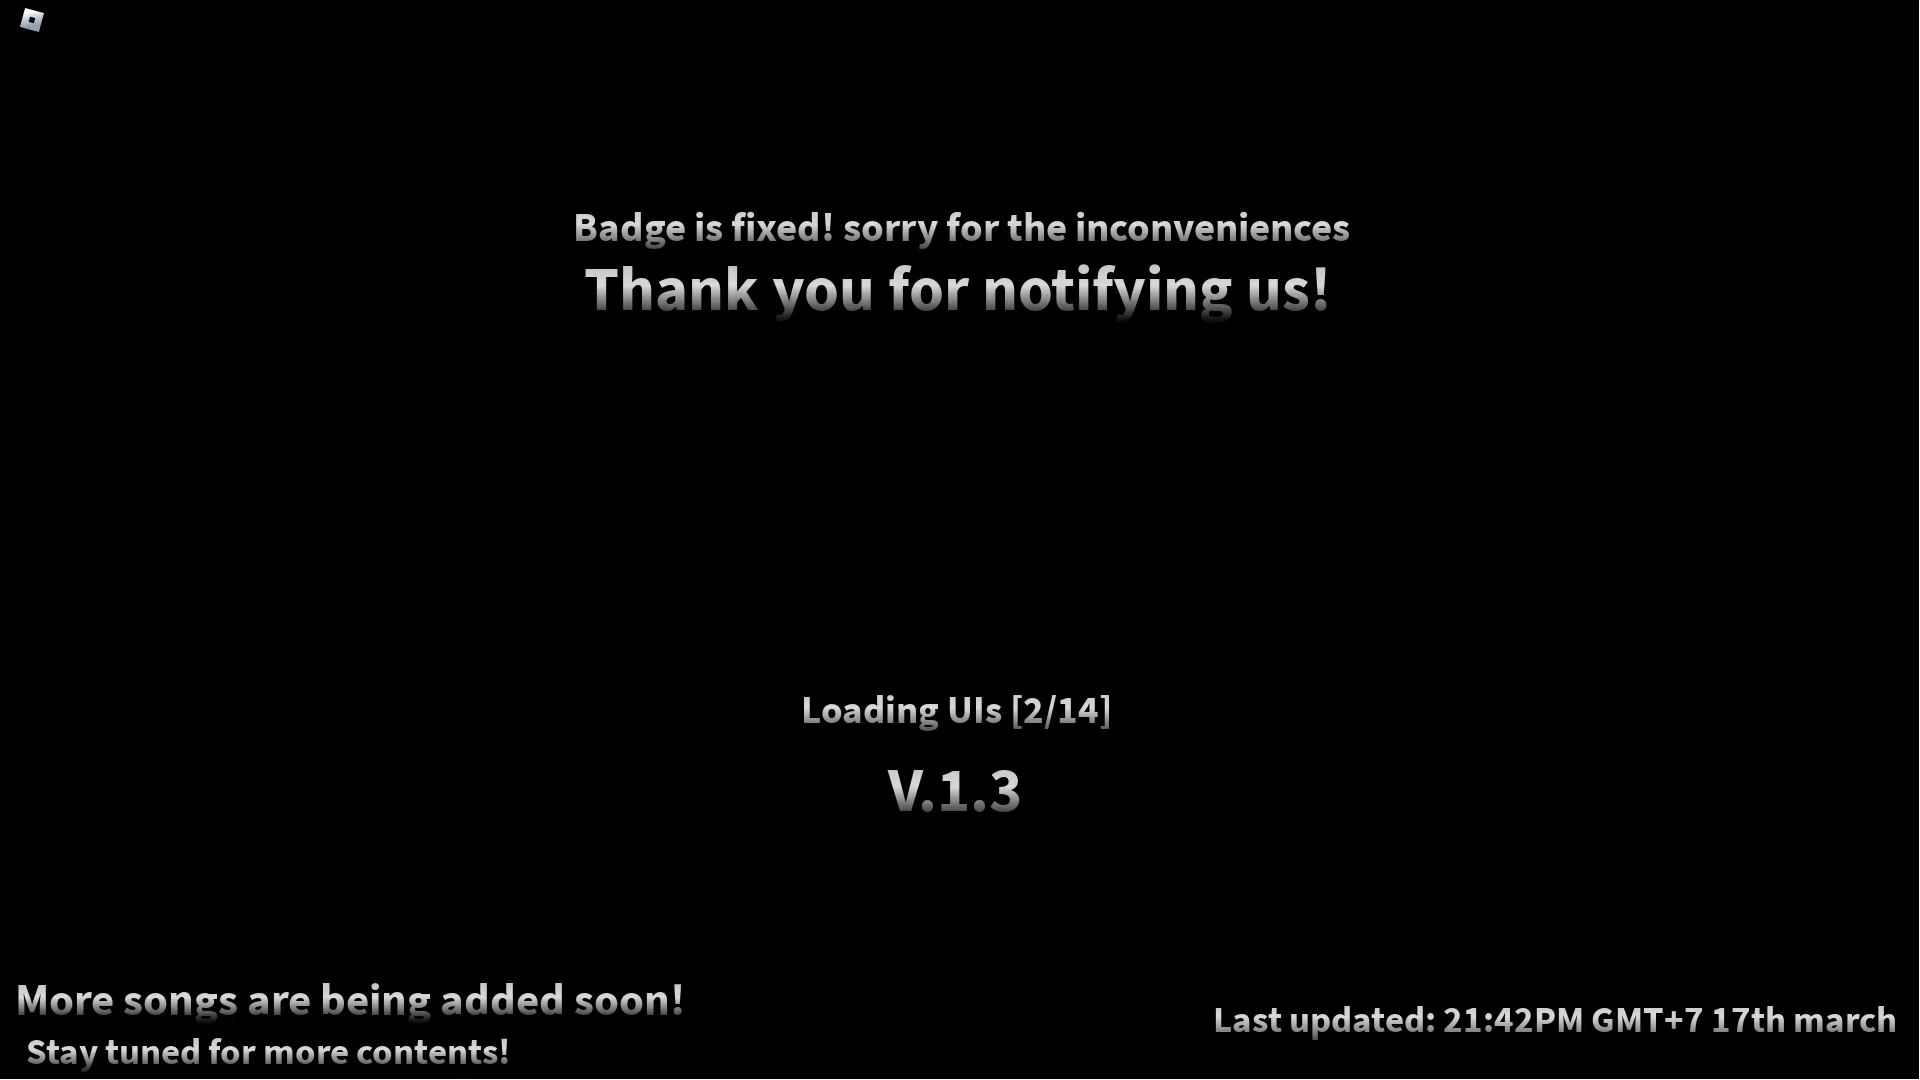 Badge is fixed! sorry for the inconveniences
Thank you for notifying us!
Loading UIs [2/14]
V.1.3
More songs are being added soon!
Stay tuned for more contents!
Last updated: 21:42PM GMT+7 17th march